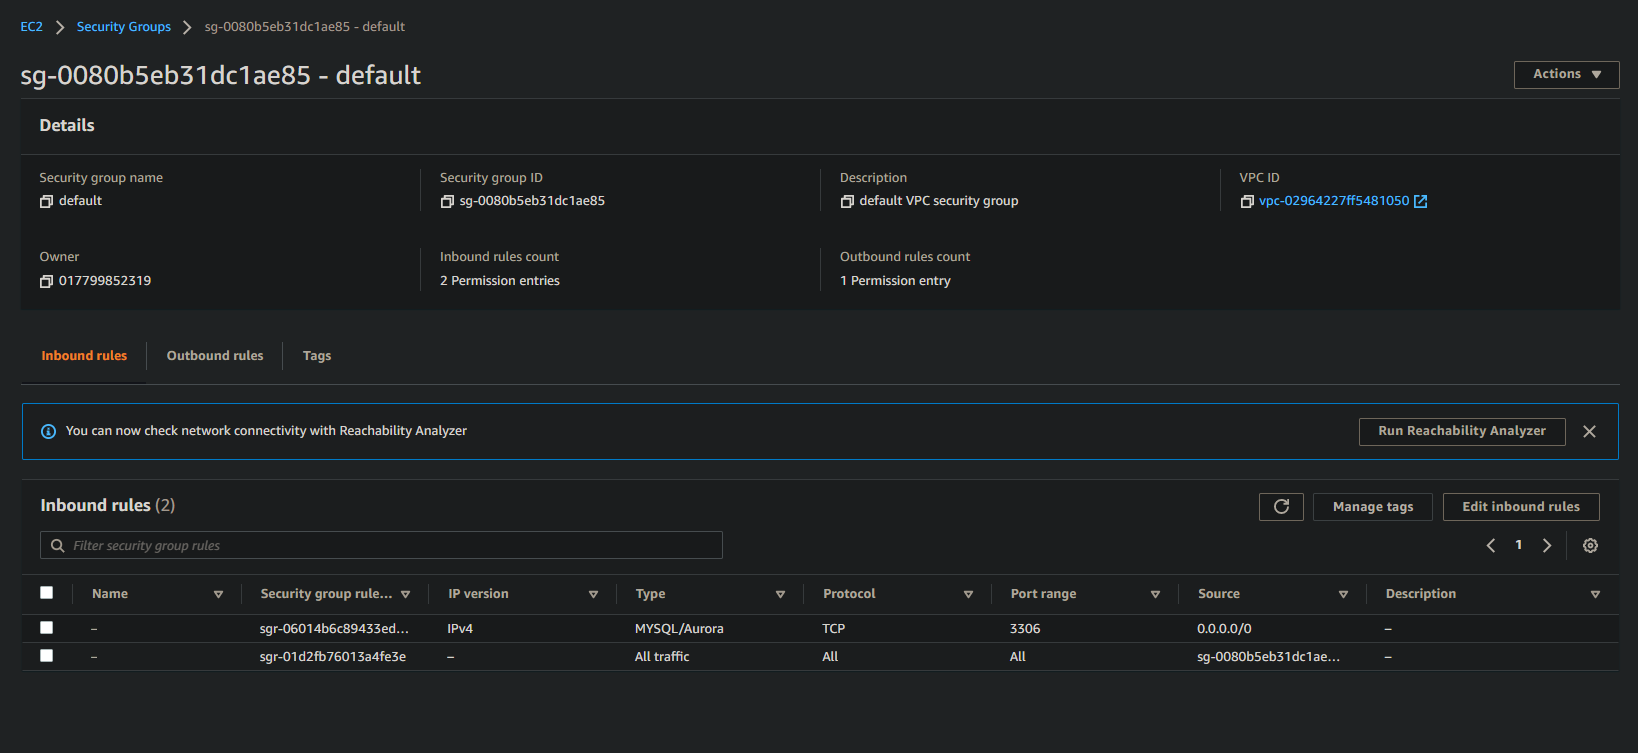 EC2 > Security Groups > sg-0080b5eb31dc1ae85 - default
sg-0080b5eb31dc1ae85 - default
Actions
Details
Security group name Security group ID Description VPC ID
default sg-0080b5eb31dc1ae85 default VPC security group vpc-02964227ff5481050
Owner Inbound rules count Outbound rules count
017799852319 2 Permission entries 1 Permission entry
Inbound rules Outbound rules Tags
You can now check network connectivity with Reachability Analyzer Run Reachability Analyzer
Inbound rules (2) Manage tags Edit inbound rules
Filter security group rules 1
Name Security group rule... IP version Type Protocol Port range Source Description
– sgr-06014b6c89433ed... IPv4 MYSQL/Aurora TCP 3306 0.0.0.0/0 –
– sgr-01d2fb76013a4fe3e – All traffic All All sg-0080b5eb31dc1ae... –